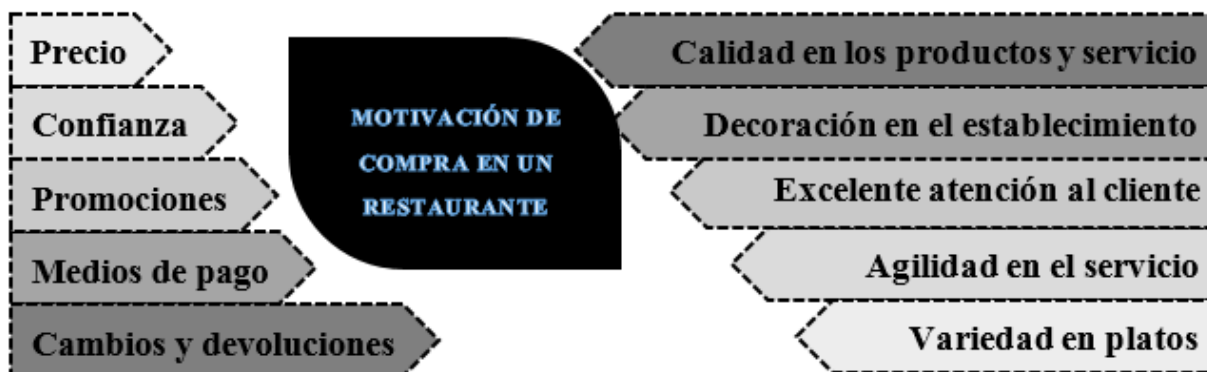 Precio
Confianza
Promociones
Medios de pago
Cambios y devoluciones
MOTIVACIÓN DE
COMPRA EN UN
RESTAURANTE
Calidad en los productos y servicio
Decoración en el establecimiento
Excelente atención al cliente
Agilidad en el servicio
Variedad en platos